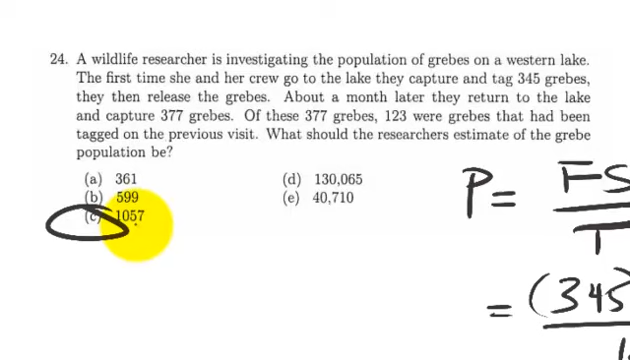 24. A wildlife researcher is investigating the population of grebes on a western lake.
The first time she and her crew go to the lake they capture and tag 345 grebes,
they then release the grebes. About a month later they return to the lake
and capture 377 grebes. Of these 377 grebes, 123 were grebes that had been
tagged on the previous visit. What should the researchers estimate of the grebe
population be?
(a) 361
(b) 599
(c) 1057
(d) 130,065
(e) 40,710
P = FS
T
= (345)